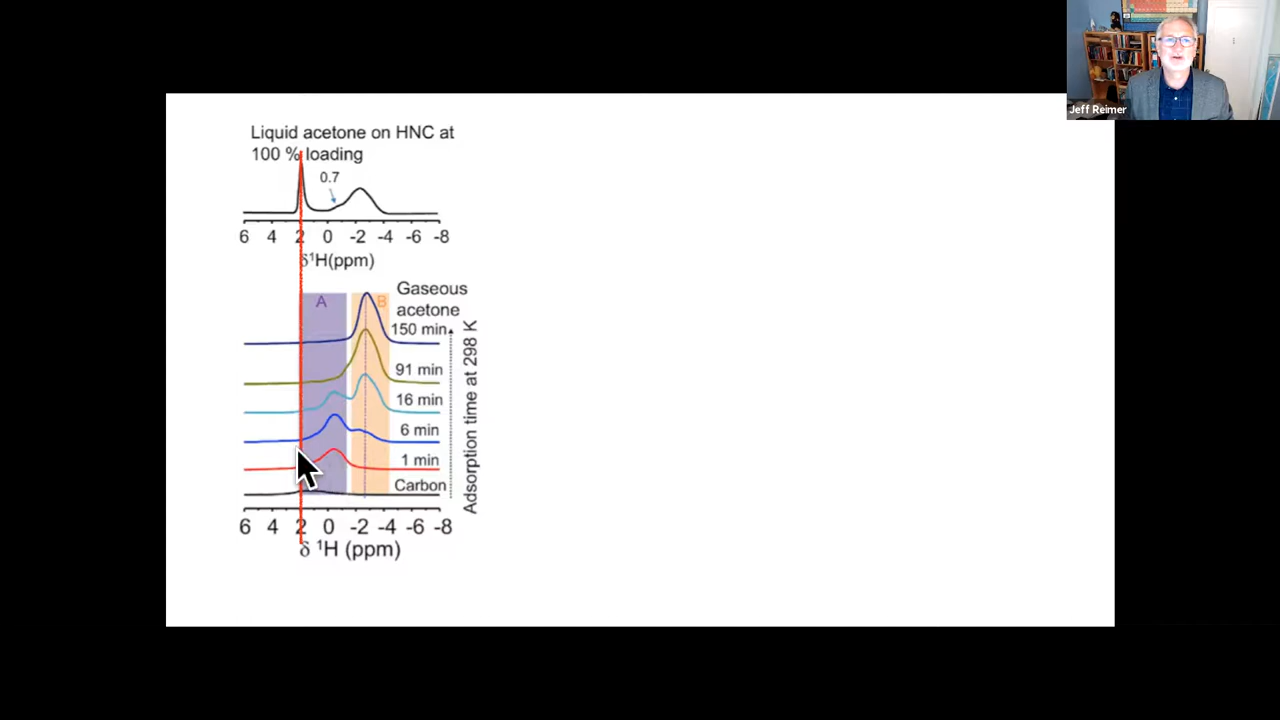 Jeff Reimer
Liquid acetone on HNC at
100 % loading
0.7
6 4 2 0 -2 -4 -6 -8
δ¹H(ppm)
A
B
Gaseous
acetone
150 min
91 min
16 min
6 min
1 min
Carbon
Adsorption time at 298 K
6 4 2 0 -2 -4 -6 -8
δ ¹H (ppm)